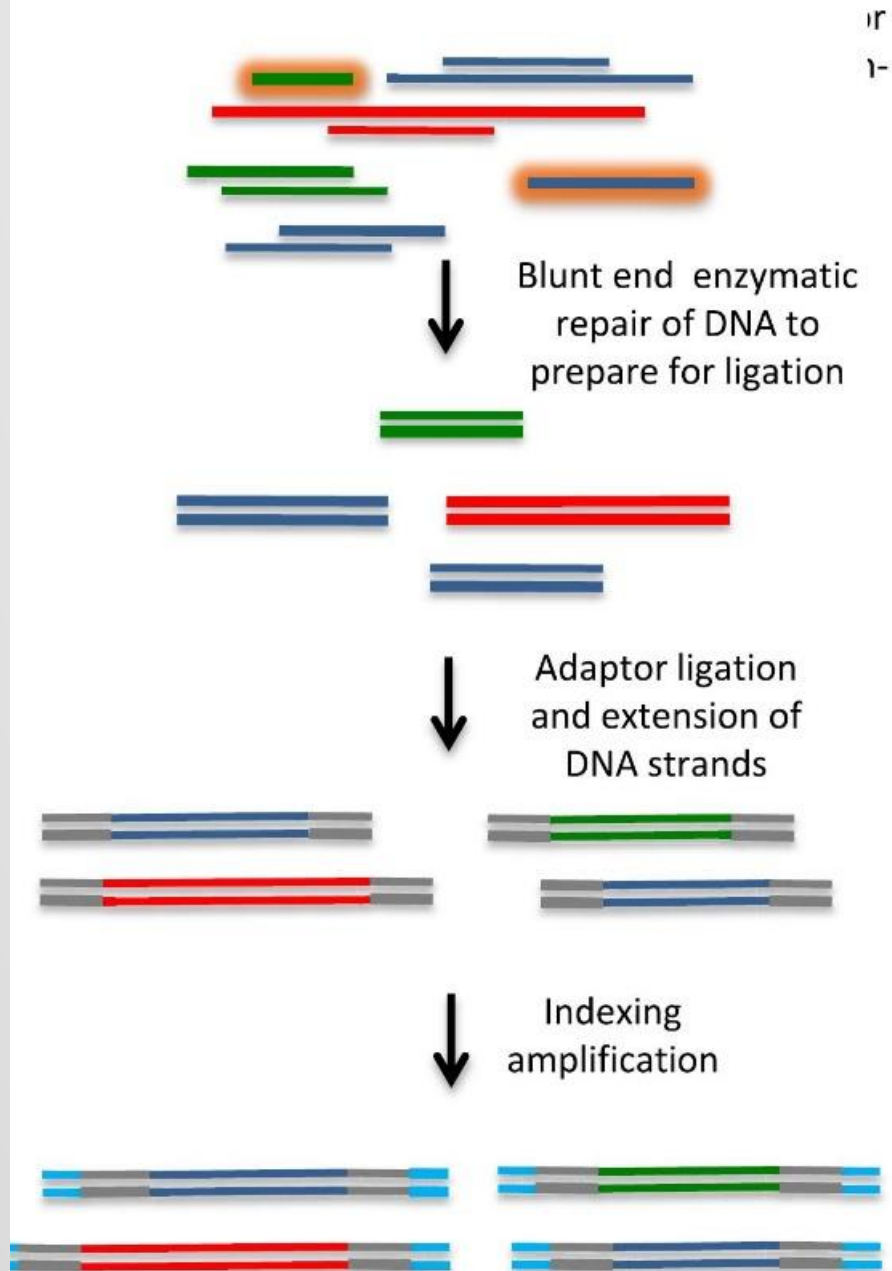 Blunt end enzymatic
repair of DNA to
prepare for ligation
Adaptor ligation
and extension of
DNA strands
Indexing
amplification